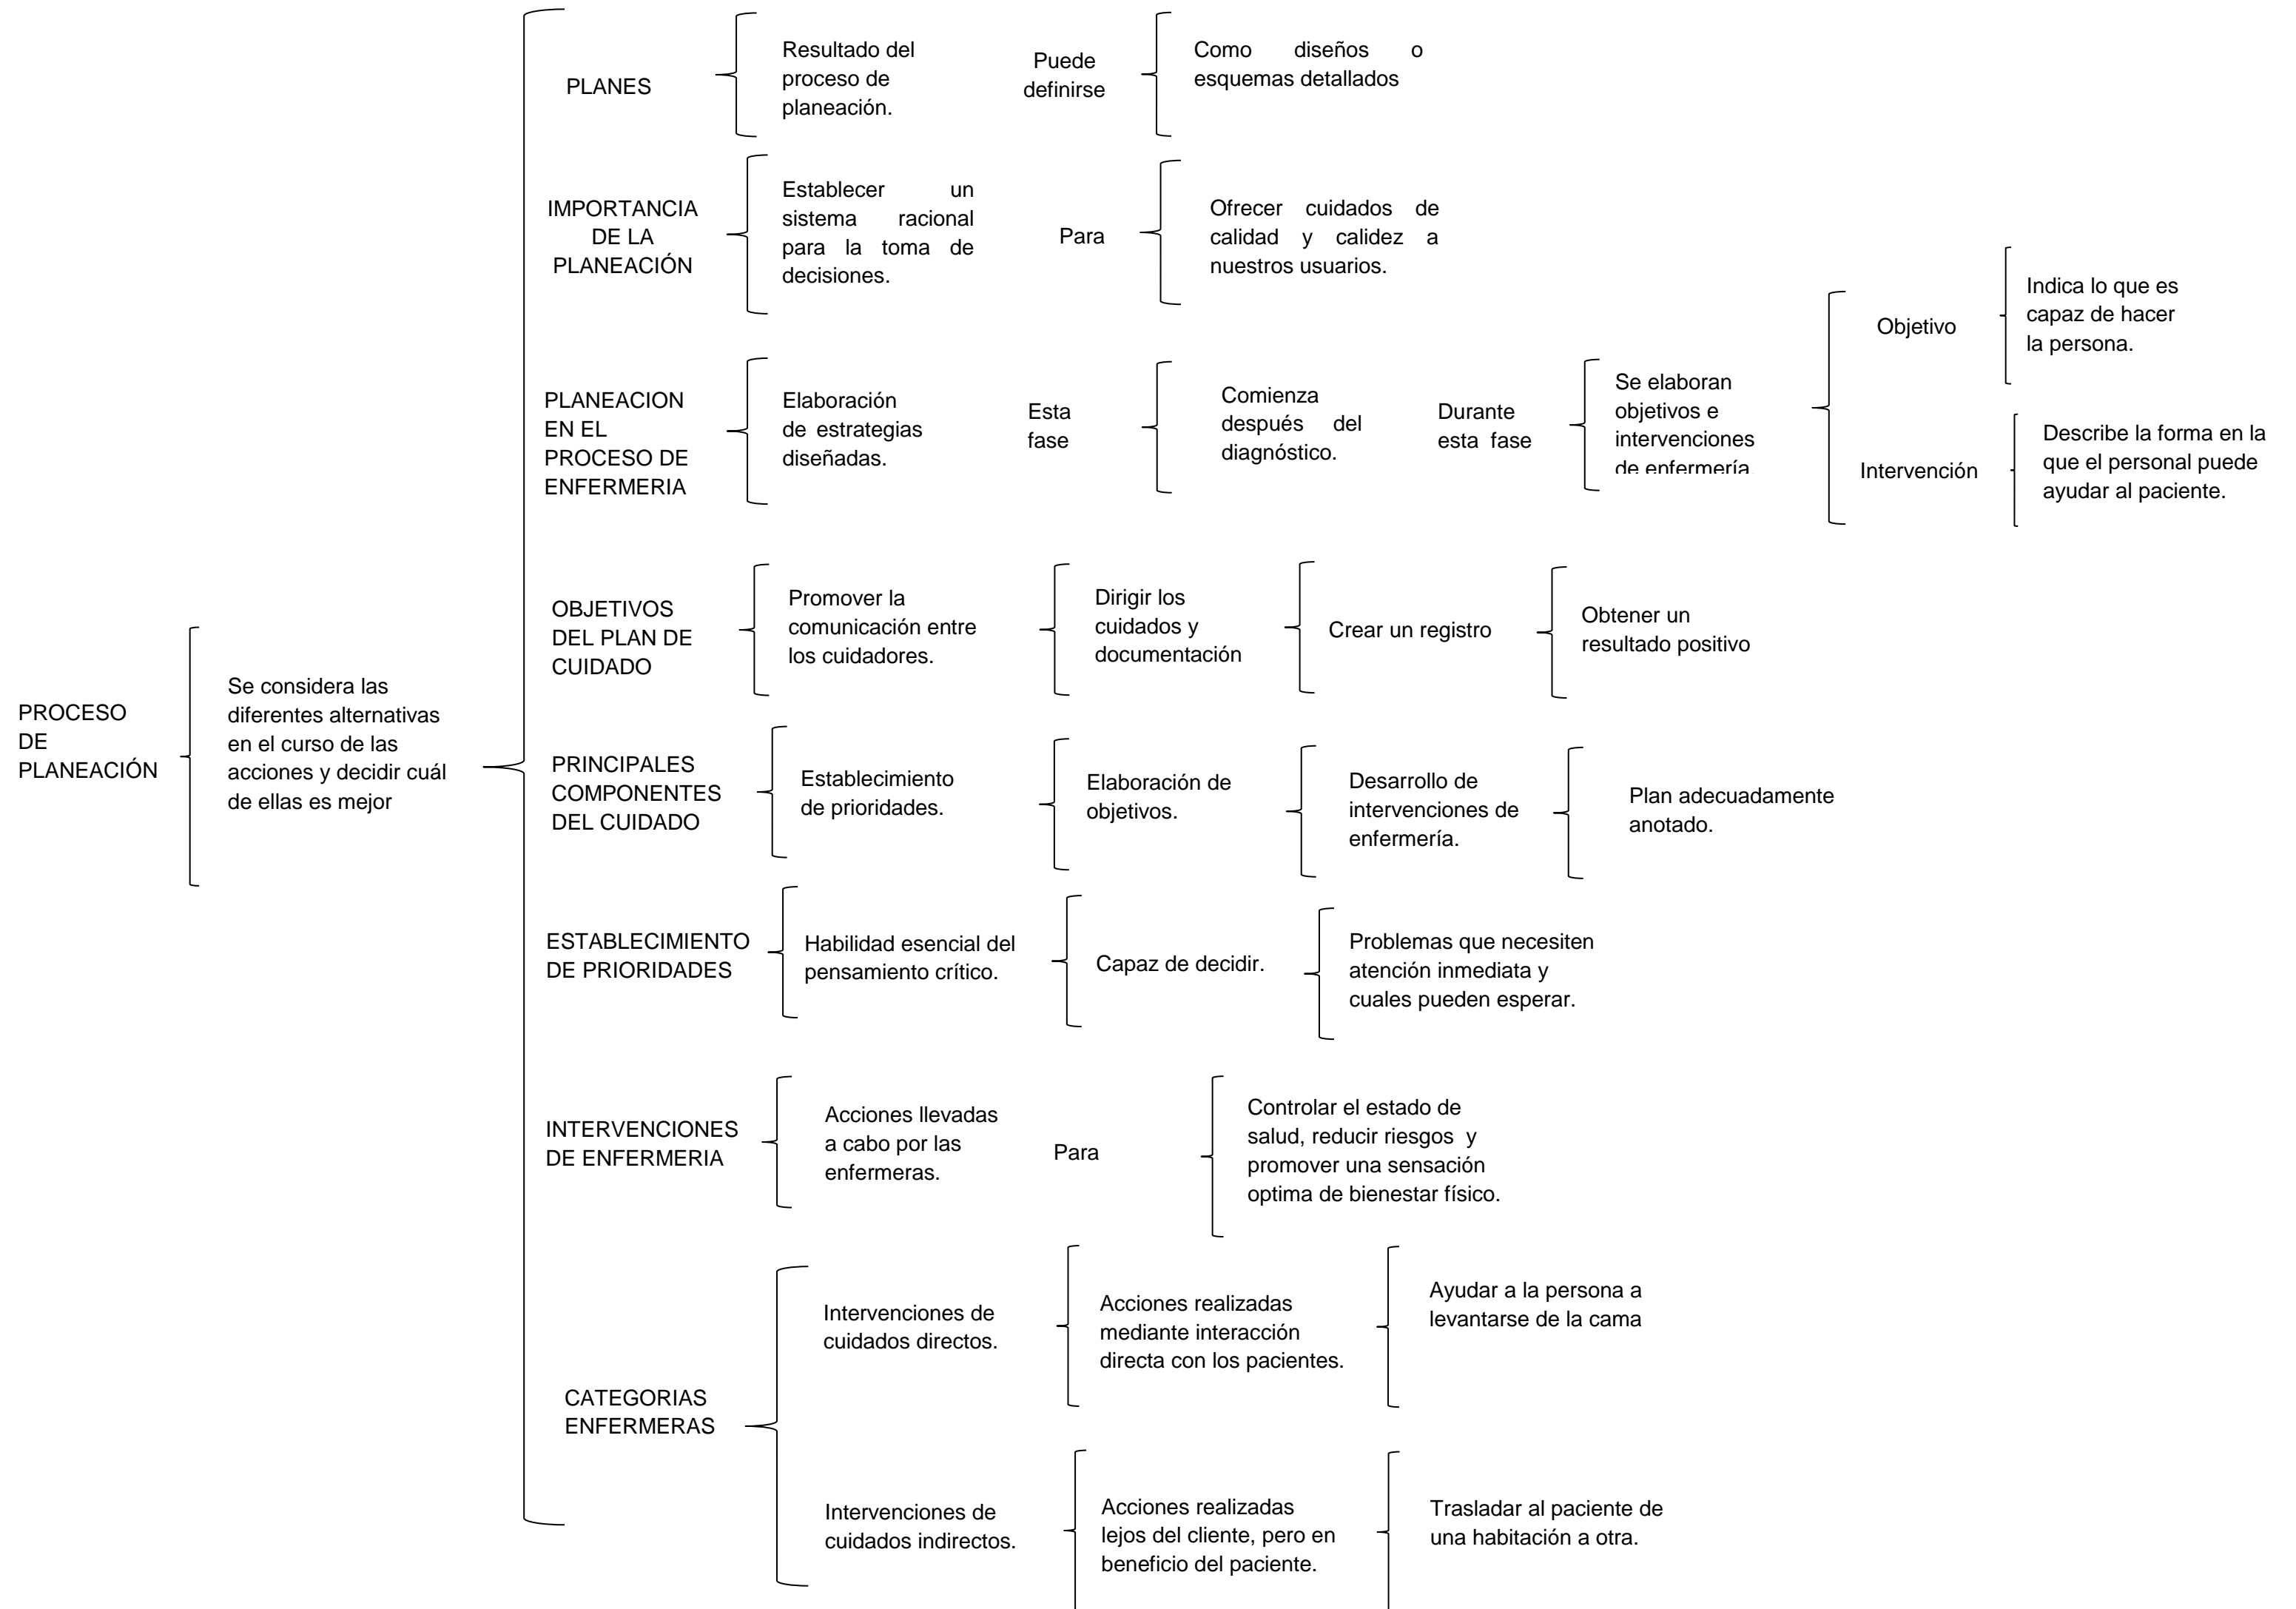 PROCESO
DE
PLANEACIÓN
Se considera las
diferentes alternativas
en el curso de las
acciones y decidir cuál
de ellas es mejor
PLANES
Resultado del
proceso de
planeación.
Puede
definirse
Como diseños o
esquemas detallados
IMPORTANCIA
DE LA
PLANEACIÓN
Establecer un
sistema racional
para la toma de
decisiones.
Para
Ofrecer cuidados de
calidad y calidez a
nuestros usuarios.
PLANEACION
EN EL
PROCESO DE
ENFERMERIA
Elaboración
de estrategias
diseñadas.
Esta
fase
Comienza
después del
diagnóstico.
Durante
esta fase
Se elaboran
objetivos e
intervenciones
de enfermería.
Objetivo
Indica lo que es
capaz de hacer
la persona.
Intervención
Describe la forma en la
que el personal puede
ayudar al paciente.
OBJETIVOS
DEL PLAN DE
CUIDADO
Promover la
comunicación entre
los cuidadores.
Dirigir los
cuidados y
documentación
Crear un registro
Obtener un
resultado positivo
PRINCIPALES
COMPONENTES
DEL CUIDADO
Establecimiento
de prioridades.
Elaboración de
objetivos.
Desarrollo de
intervenciones de
enfermería.
Plan adecuadamente
anotado.
ESTABLECIMIENTO
DE PRIORIDADES
Habilidad esencial del
pensamiento crítico.
Capaz de decidir.
Problemas que necesiten
atención inmediata y
cuales pueden esperar.
INTERVENCIONES
DE ENFERMERIA
Acciones llevadas
a cabo por las
enfermeras.
Para
Controlar el estado de
salud, reducir riesgos y
promover una sensación
optima de bienestar físico.
CATEGORIAS
ENFERMERAS
Intervenciones de
cuidados directos.
Acciones realizadas
mediante interacción
directa con los pacientes.
Ayudar a la persona a
levantarse de la cama
Intervenciones de
cuidados indirectos.
Acciones realizadas
lejos del cliente, pero en
beneficio del paciente.
Trasladar al paciente de
una habitación a otra.